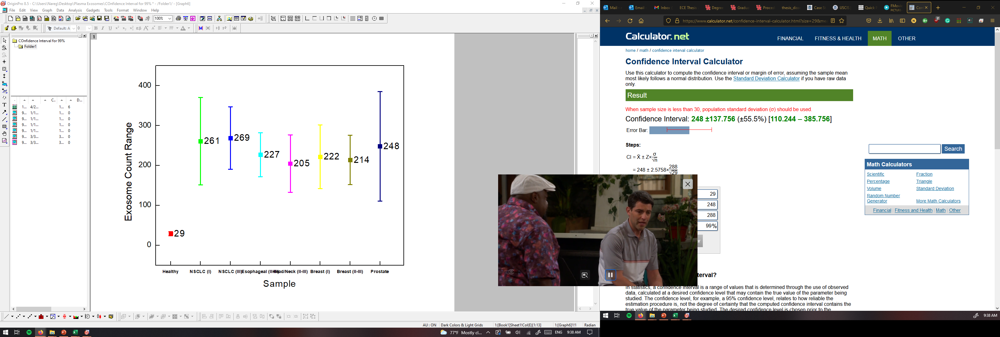 OriginPro 8.5 - C:\Users\Nareg\Desktop\Plasma Exosomes\COnfidence Interval for 99% * - /Folder1/ - [Graph6]
File Edit View Graph Data Analysis Gadgets Tools Format Window Help
100%
Default: A 0 B I U
COnfidence Interval for 99%
Folder1
C.. D...
1... 4/2... 1... 6
9... 1/1... 1... 0
9... 1/1... 1... 0
9... 1/1... 1... 0
9... 1/1... 1... 0
9... 3/3... 3... 0
9... 3/3... 3... 0
1
Exosome Count Range
400
300
200
100
0
29
261
269
227
205
222
214
248
Healthy
NSCLC (I)
NSCLC (III)
Esophageal (II-III)
Head/Neck (II-III)
Breast (I)
Breast (II-III)
Prostate
Sample
AU : ON Dark Colors & Light Grids 1:[Book1]Sheet1!Col(E)[1:13] 1:[Graph6]1!1 Radian
77°F Mostly cl... ENG 9:38 AM
Mail - Email Inbox ECE Thesis Degree Gradua Proced thesis_diss Case St USCIS Quick FMovie
PICTURE
https://www.calculator.net/confidence-interval-calculator.html?size=29&me
Calculator.net
FINANCIAL FITNESS & HEALTH MATH OTHER
home / math / confidence interval calculator
Confidence Interval Calculator
Use this calculator to compute the confidence interval or margin of error, assuming the sample mean
most likely follows a normal distribution. Use the Standard Deviation Calculator if you have raw data
only.
Result
When sample size is less than 30, population standard deviation (σ) should be used.
Confidence Interval: 248 ±137.756 (±55.5%) [110.244 – 385.756]
Error Bar:
Steps:
CI = X̄ ± Z×σ/√n
= 248 ± 2.5758×288/√29
29
248
288
99%
ar
terval?
In statistics, a confidence interval is a range of values that is determined through the use of observed
data, calculated at a desired confidence level that may contain the true value of the parameter being
studied. The confidence level, for example, a 95% confidence level, relates to how reliable the
estimation procedure is, not the degree of certainty that the computed confidence interval contains the
true value of the parameter being studied. The desired confidence level is chosen prior to the
Search
Math Calculators
Scientific Fraction
Percentage Triangle
Volume Standard Deviation
Random Number
Generator More Math Calculators
Financial | Fitness and Health | Math | Other
9:38 AM